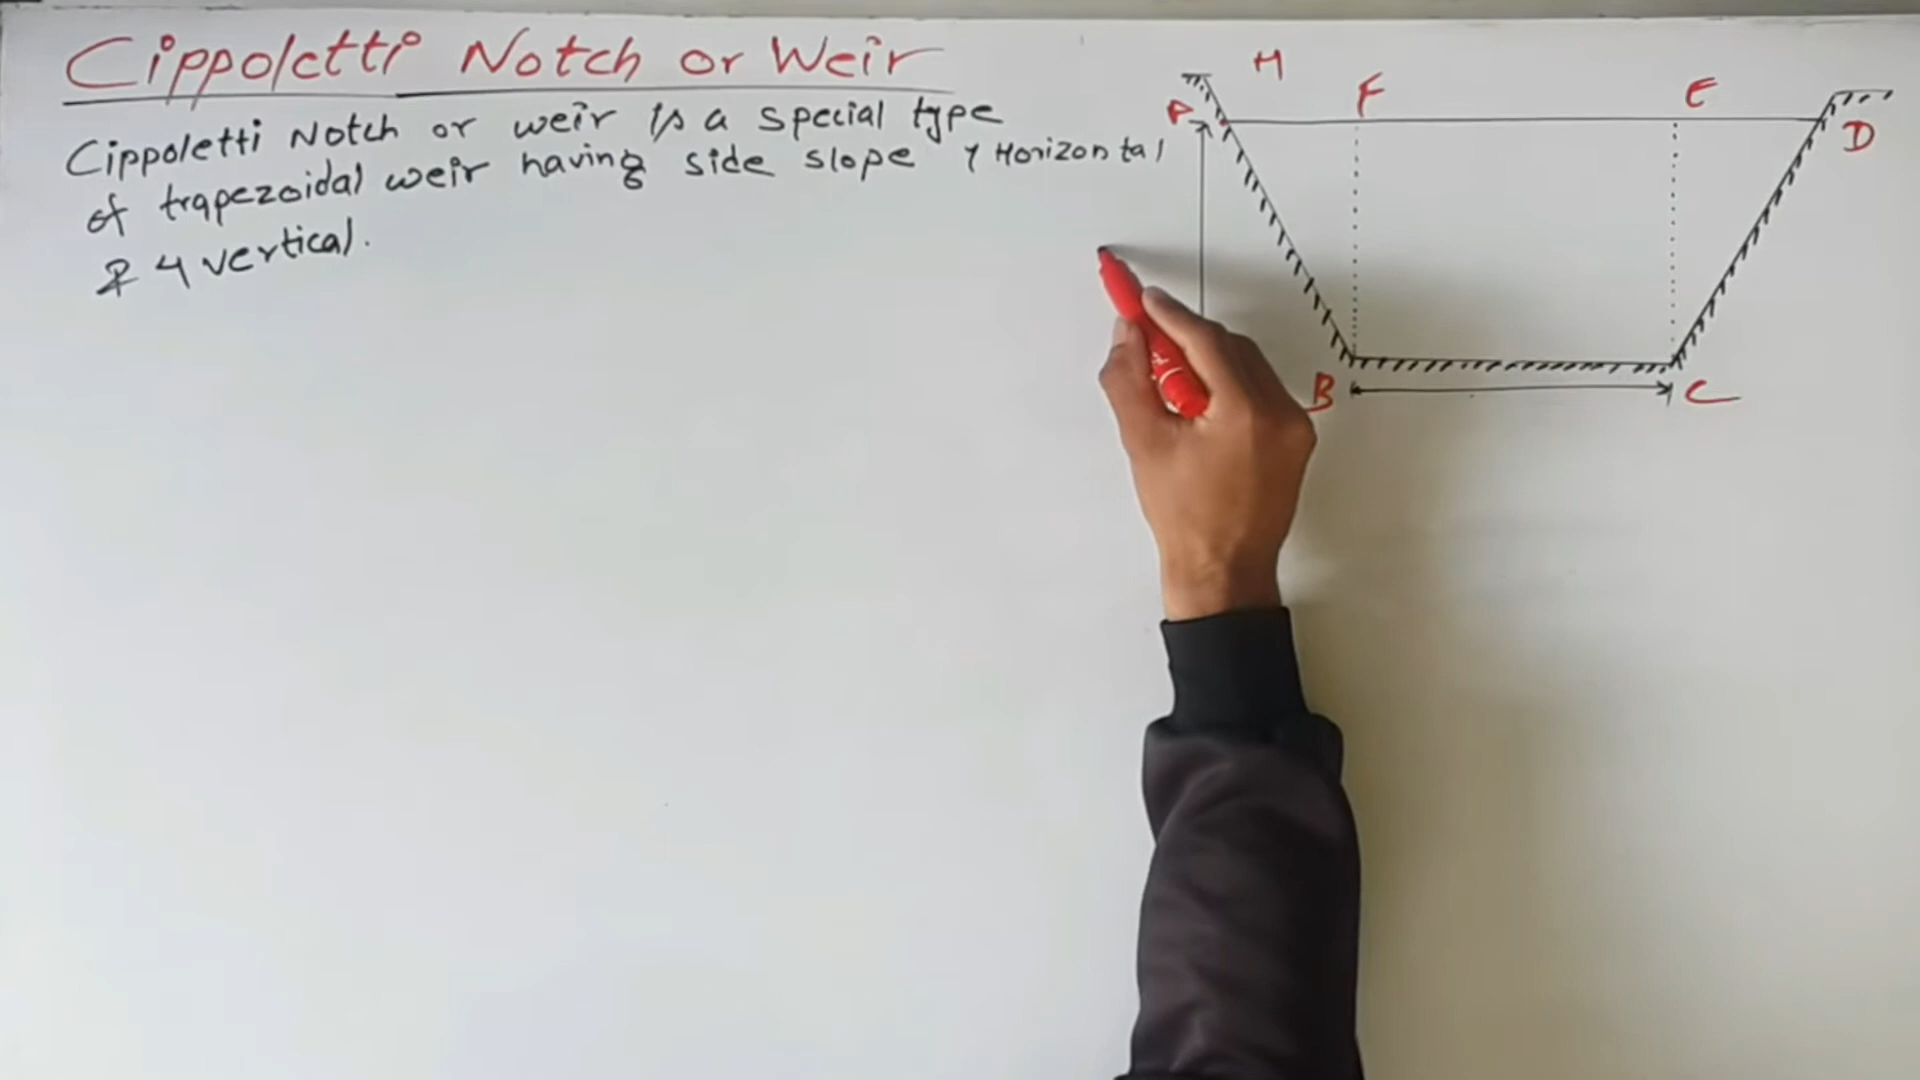 Cippoletti Notch or Weir
Cippoletti Notch or weir is a special type
of trapezoidal weir having side slope 1 Horizontal
& 4 vertical.
H
F
E
A
D
B
C